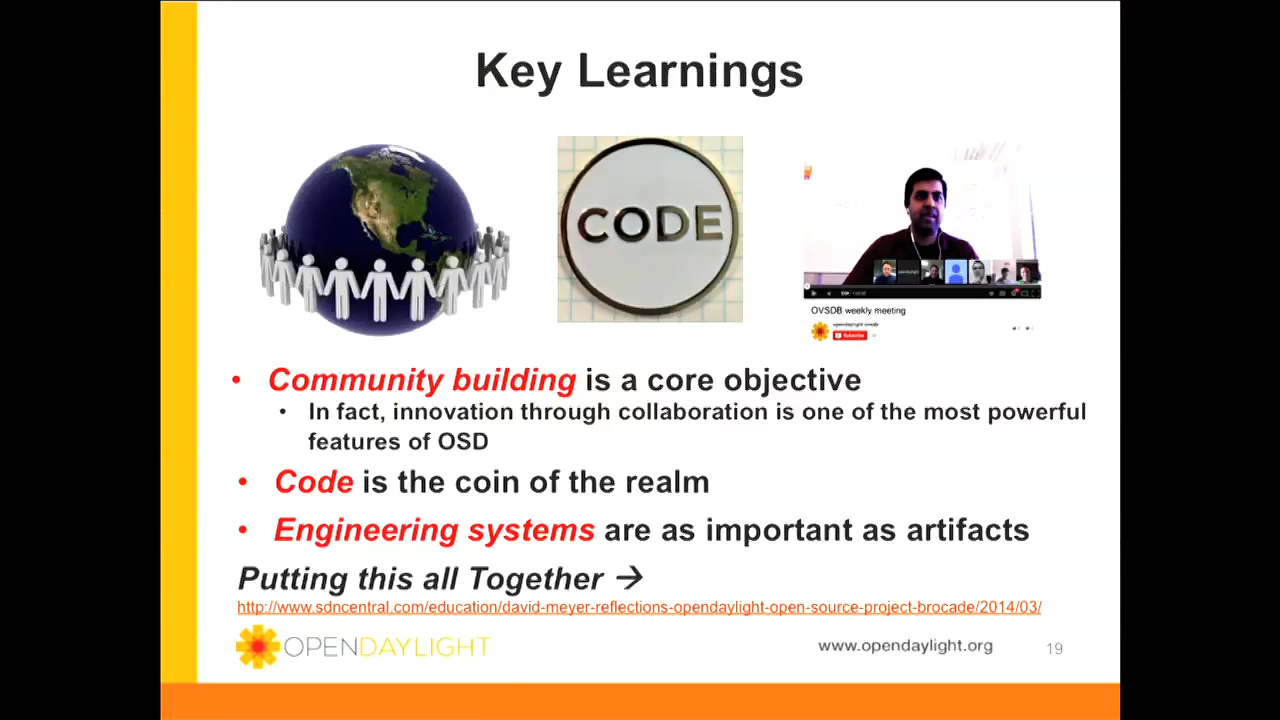 Key Learnings
CODE
OVSDB weekly meeting
opendaylight ovsdb
Subscribe
• Community building is a core objective
• In fact, innovation through collaboration is one of the most powerful
features of OSD
• Code is the coin of the realm
• Engineering systems are as important as artifacts
Putting this all Together →
http://www.sdncentral.com/education/david-meyer-reflections-opendaylight-open-source-project-brocade/2014/03/
OPENDAYLIGHT
www.opendaylight.org
19